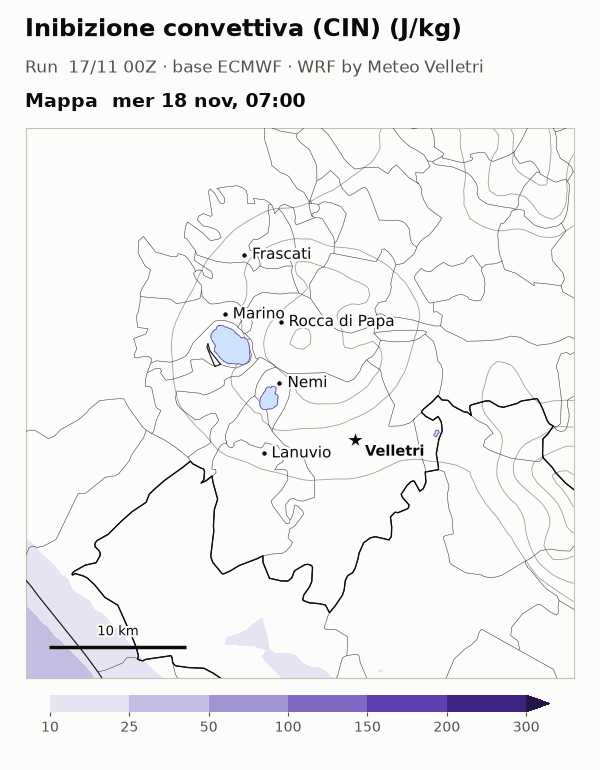 Inibizione convettiva (CIN) (J/kg)
Run  17/11 00Z · base ECMWF · WRF by Meteo Velletri
Mappa  mer 18 nov, 07:00
Frascati
Marino
Rocca di Papa
Nemi
Velletri
Lanuvio
10 km
10 25 50 100 150 200 300